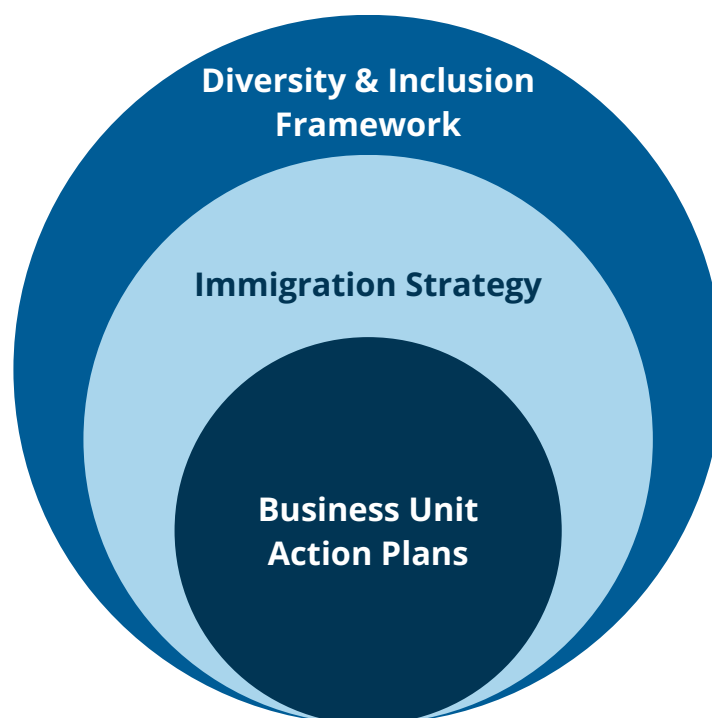 Diversity & Inclusion
Framework
Immigration Strategy
Business Unit
Action Plans